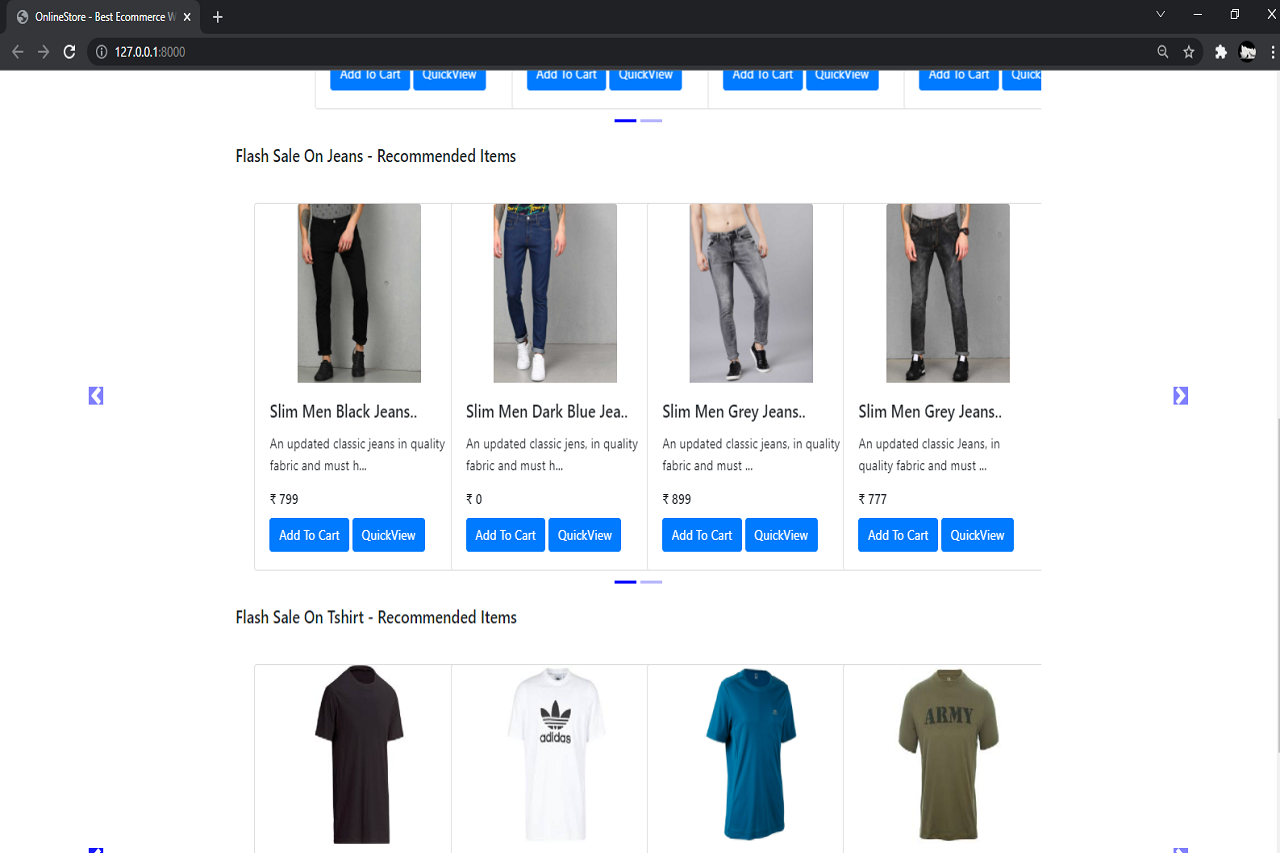 OnlineStore - Best Ecommerce W
127.0.0.1:8000
Add To Cart QuickView Add To Cart QuickView Add To Cart QuickView Add To Cart Quick
Flash Sale On Jeans - Recommended Items
Slim Men Black Jeans.. Slim Men Dark Blue Jea.. Slim Men Grey Jeans.. Slim Men Grey Jeans..
An updated classic jeans in quality An updated classic jens, in quality An updated classic jeans, in quality An updated classic Jeans, in
fabric and must h... fabric and must h... fabric and must ... quality fabric and must ...
₹ 799 ₹ 0 ₹ 899 ₹ 777
Add To Cart QuickView Add To Cart QuickView Add To Cart QuickView Add To Cart QuickView
Flash Sale On Tshirt - Recommended Items
adidas ARMY